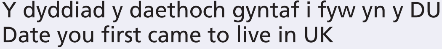 Y dyddiad y daethoch gyntaf i fyw yn y DU
Date you first came to live in UK